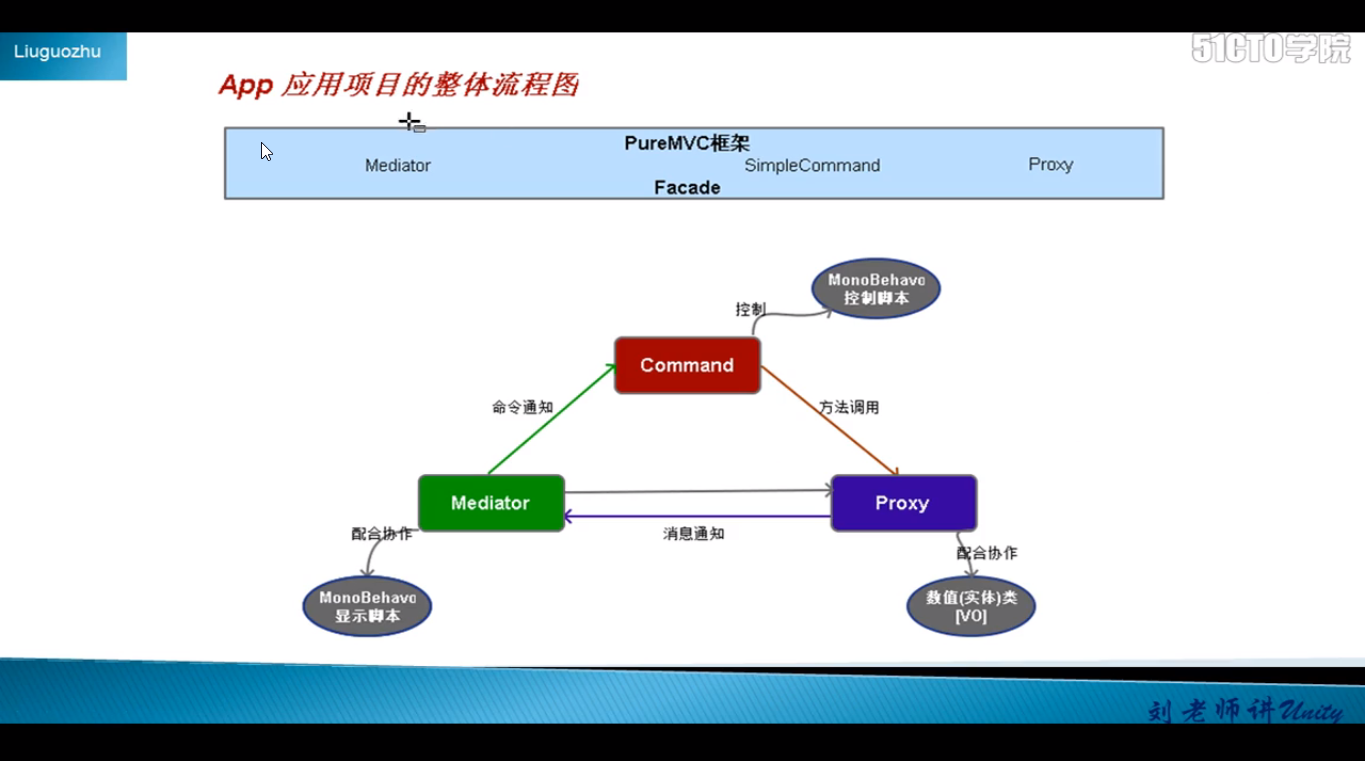 Liuguozhu
51CTO学院
App 应用项目的整体流程图
PureMVC框架
Mediator
SimpleCommand
Proxy
Facade
MonoBehavo
控制脚本
控制
Command
命令通知
方法调用
Mediator
Proxy
配合协作
消息通知
配合协作
MonoBehavo
显示脚本
数值(实体)类
[VO]
刘老师讲Unity